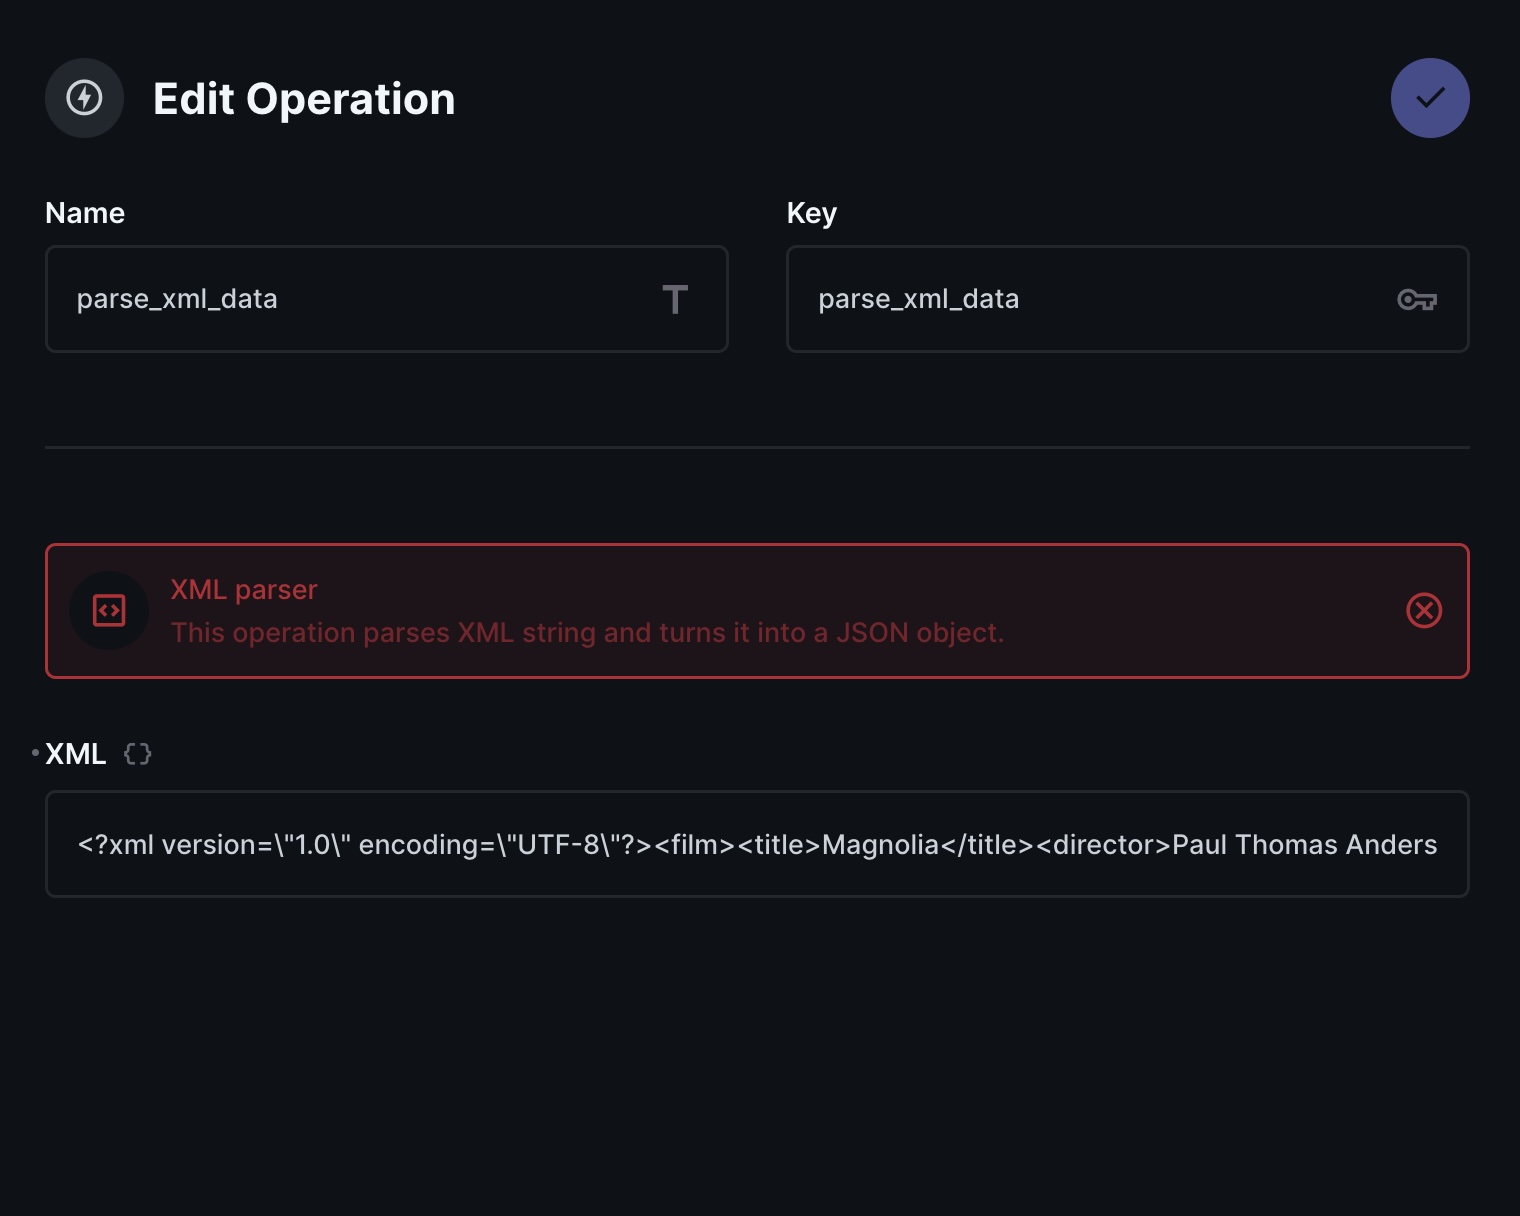 Edit Operation
Name
Key
parse_xml_data
parse_xml_data
XML parser
This operation parses XML string and turns it into a JSON object.
XML {}
<?xml version=\"1.0\" encoding=\"UTF-8\"?><film><title>Magnolia</title><director>Paul Thomas Anders